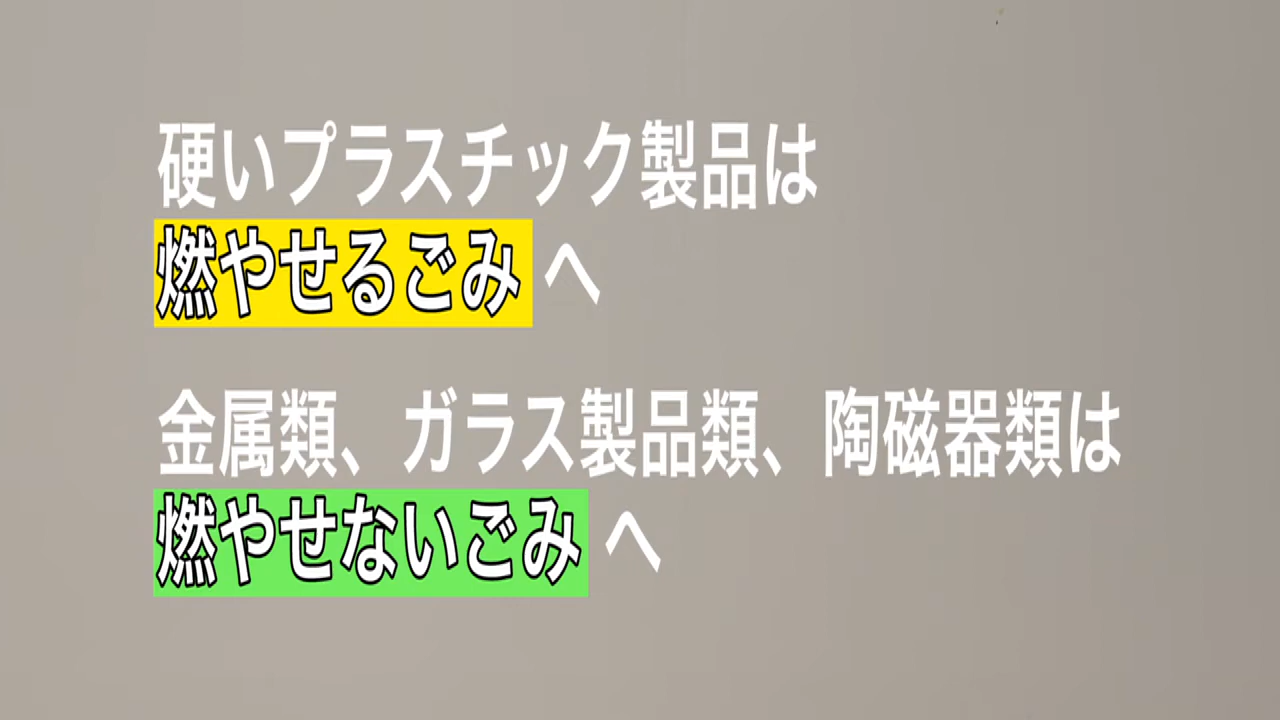 硬いプラスチック製品は
燃やせるごみ へ
金属類、ガラス製品類、陶磁器類は
燃やせないごみ へ